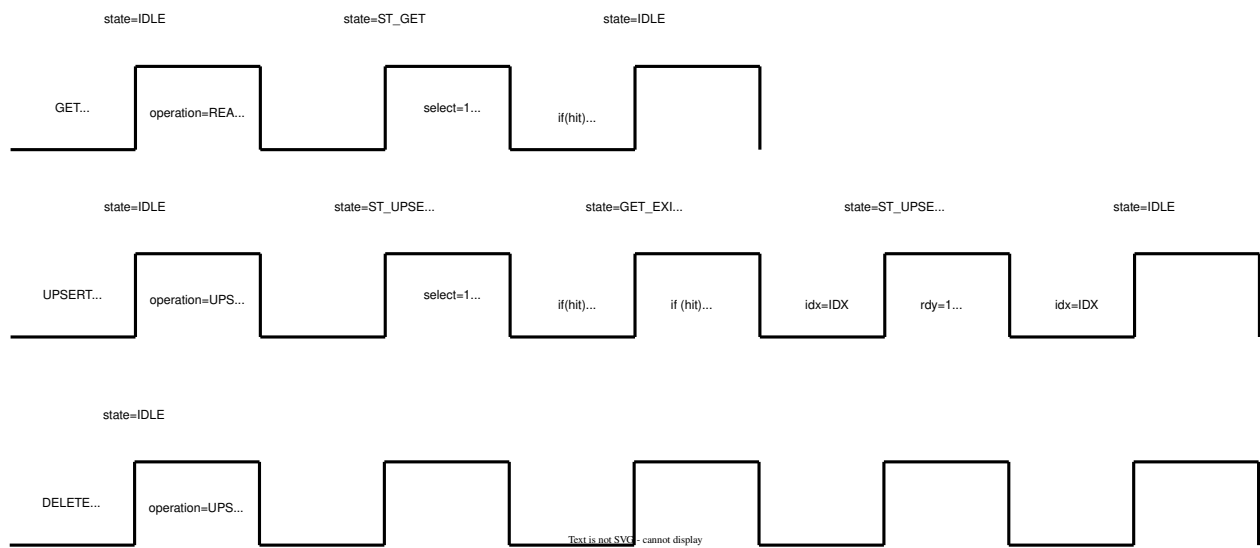 state=IDLE state=ST_GET state=IDLE
GET... operation=REA... select=1... if(hit)...
state=IDLE state=ST_UPSE... state=GET_EXI... state=ST_UPSE... state=IDLE
UPSERT... operation=UPS... select=1... if(hit)... if (hit)... idx=IDX rdy=1... idx=IDX
state=IDLE
DELETE... operation=UPS...
Text is not SVG - cannot display